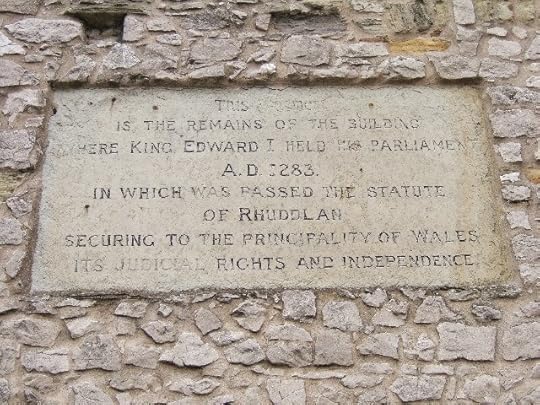 THIS
IS THE REMAINS OF THE BUILDING
WHERE KING EDWARD I HELD HIS PARLIAMENT
A.D. 1283.
IN WHICH WAS PASSED THE STATUTE
OF RHUDDLAN
SECURING TO THE PRINCIPALITY OF WALES
ITS JUDICIAL RIGHTS AND INDEPENDENCE.